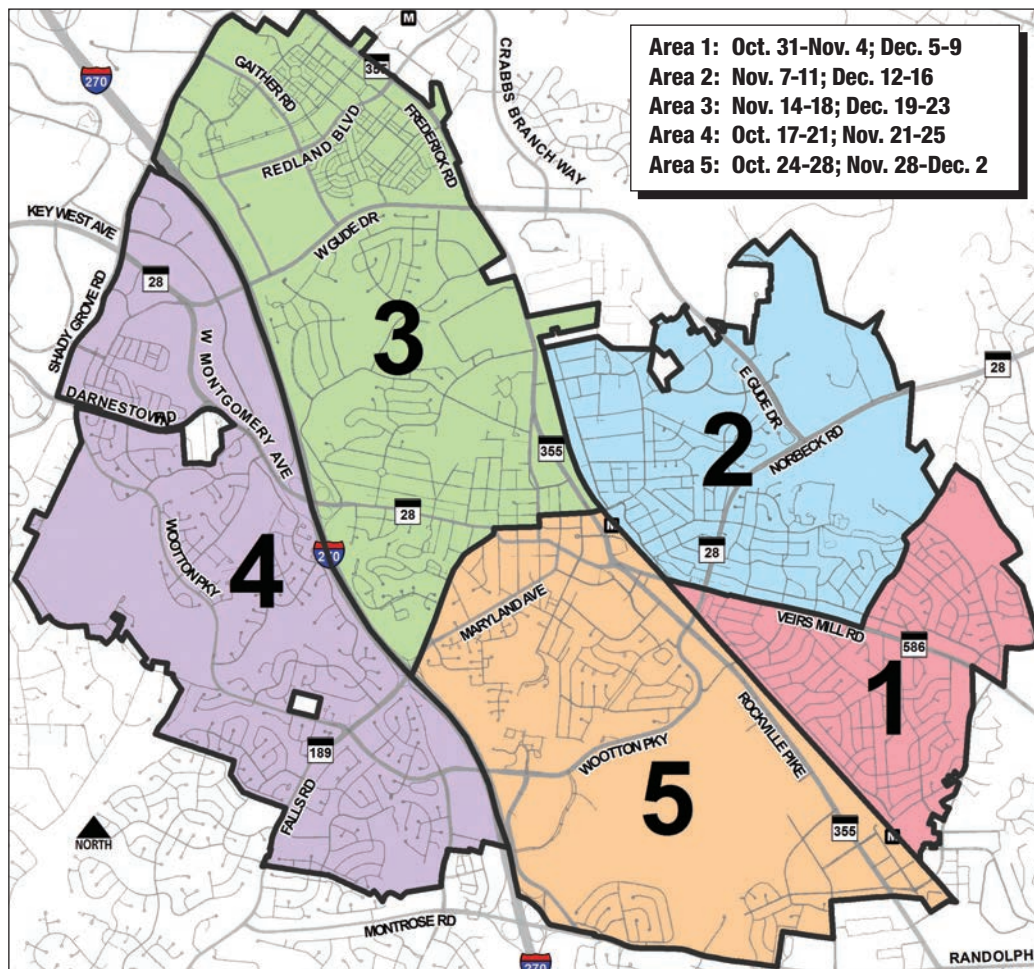 Area 1: Oct. 31-Nov. 4; Dec. 5-9
Area 2: Nov. 7-11; Dec. 12-16
Area 3: Nov. 14-18; Dec. 19-23
Area 4: Oct. 17-21; Nov. 21-25
Area 5: Oct. 24-28; Nov. 28-Dec. 2
M
270
355
GAITHER RD
REDLAND BLVD
FREDERICK RD
CRABBS BRANCH WAY
KEY WEST AVE
W GUDE DR
28
SHADY GROVE RD
W MONTGOMERY AVE
3
E GUDE DR
28
DARNESTOWN
2
NORBECK RD
355
28
M
28
WOOTTON PKY
4
270
MARYLAND AVE
VEIRS MILL RD
586
1
ROCKVILLE PIKE
WOOTTON PKY
189
FALLS RD
5
355
M
NORTH
MONTROSE RD
270
RANDOLPH